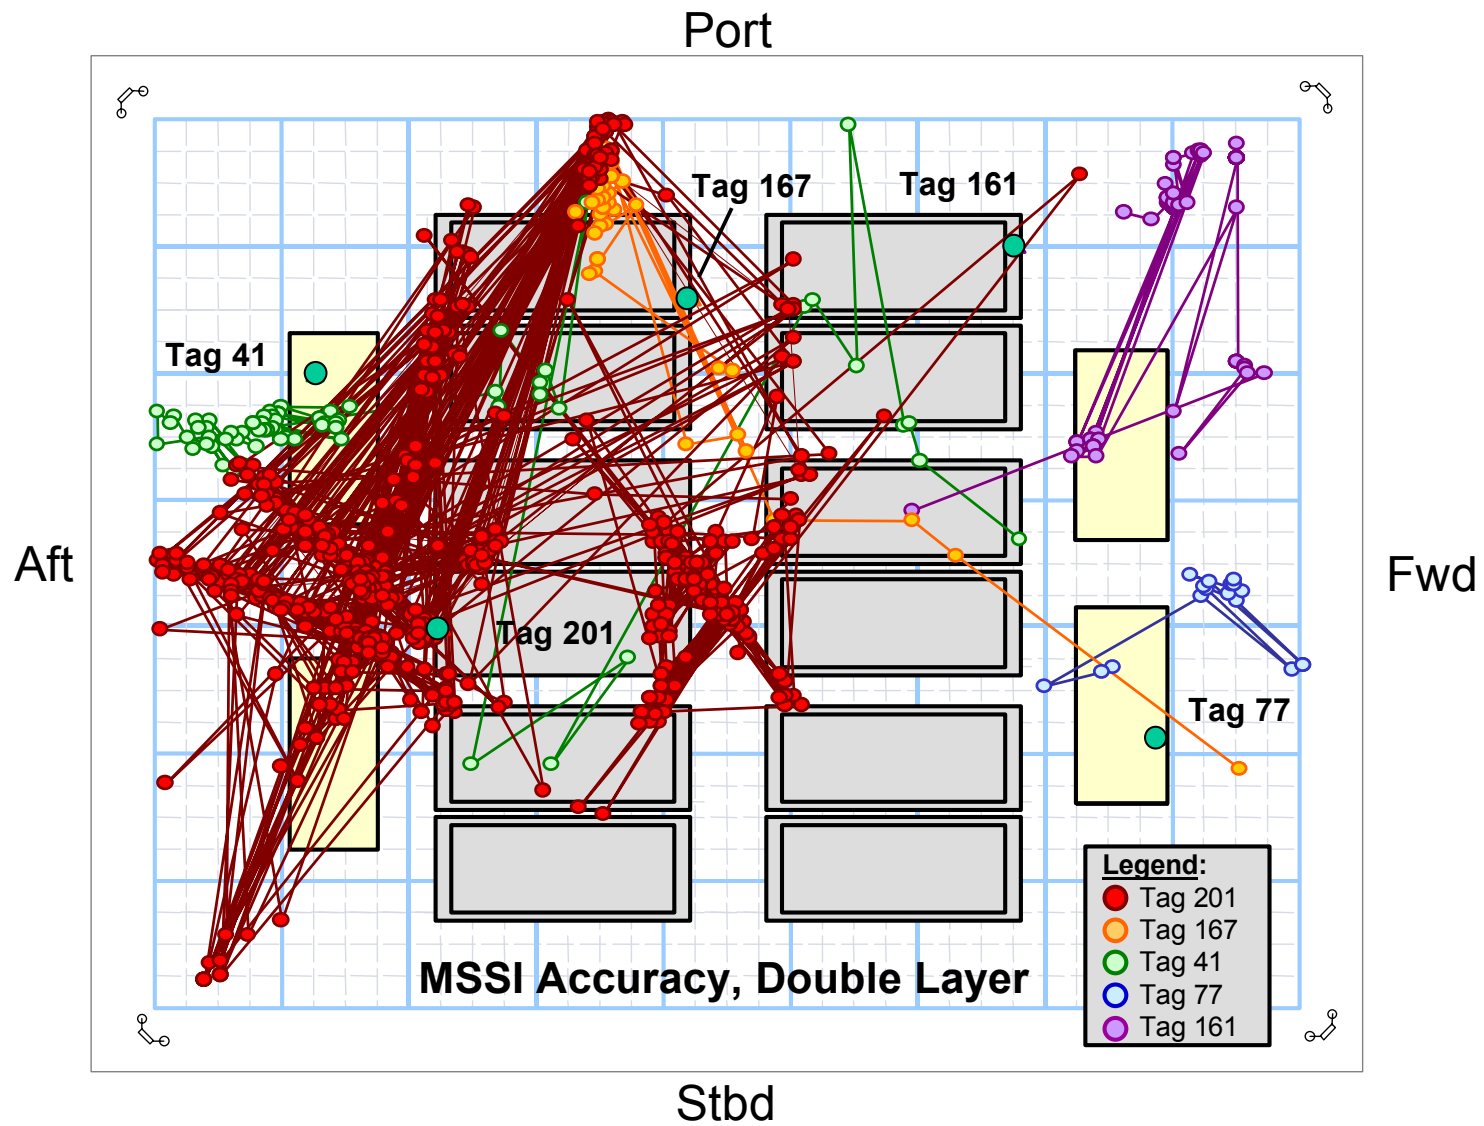 Port
Tag 167
Tag 161
Tag 41
Aft
Fwd
Tag 201
Tag 77
Legend:
Tag 201
Tag 167
Tag 41
Tag 77
Tag 161
MSSI Accuracy, Double Layer
Stbd